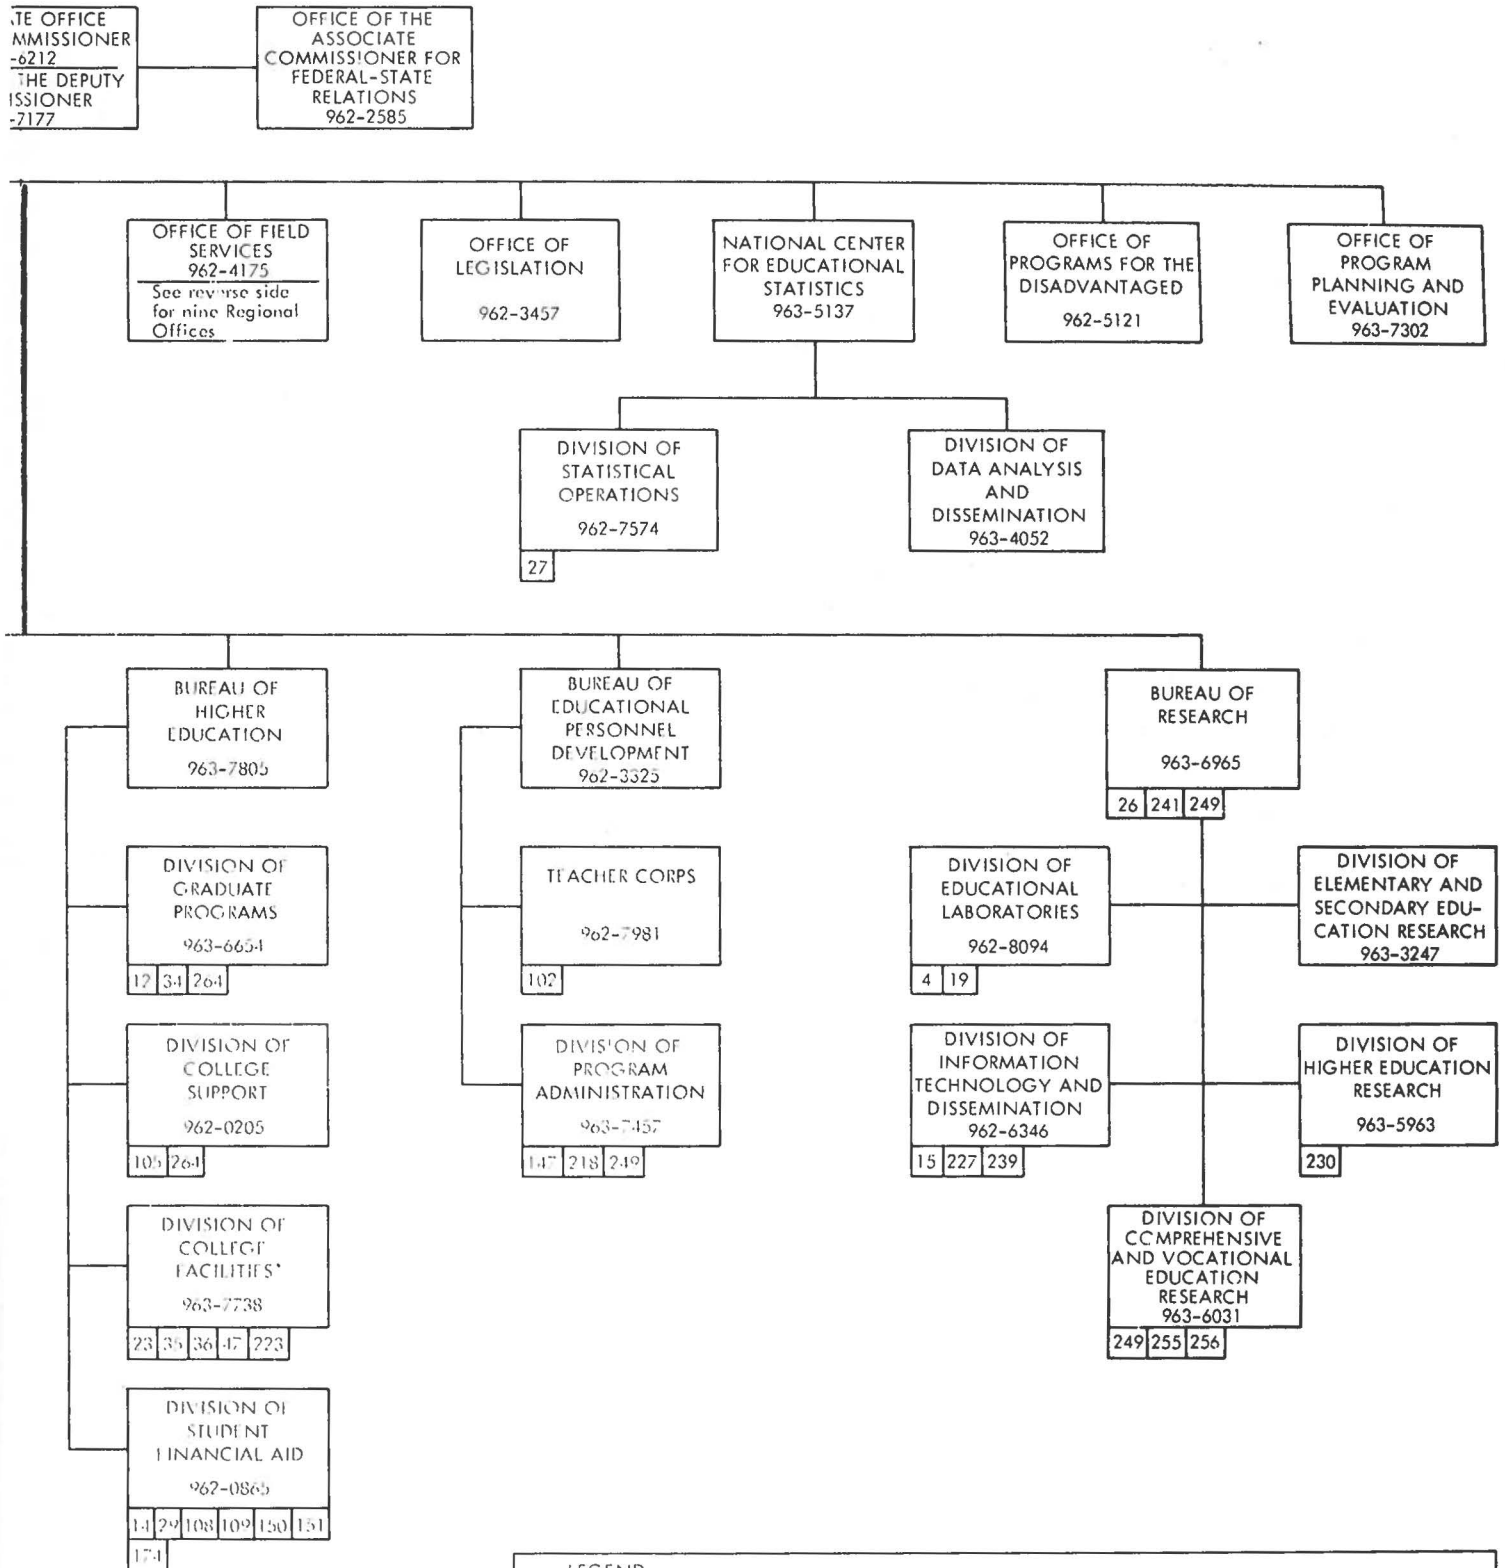 TE OFFICE
MMISSIONER
-6212
THE DEPUTY
ISSIONER
-7177
OFFICE OF THE
ASSOCIATE
COMMISSIONER FOR
FEDERAL-STATE
RELATIONS
962-2585
OFFICE OF FIELD
SERVICES
962-4175
See reverse side
for nine Regional
Offices
OFFICE OF
LEGISLATION
962-3457
NATIONAL CENTER
FOR EDUCATIONAL
STATISTICS
963-5137
OFFICE OF
PROGRAMS FOR THE
DISADVANTAGED
962-5121
OFFICE OF
PROGRAM
PLANNING AND
EVALUATION
963-7302
DIVISION OF
STATISTICAL
OPERATIONS
962-7574
27
DIVISION OF
DATA ANALYSIS
AND
DISSEMINATION
963-4052
BUREAU OF
HIGHER
EDUCATION
963-7805
DIVISION OF
GRADUATE
PROGRAMS
963-6654
12 34 264
DIVISION OF
COLLEGE
SUPPORT
962-0205
105 264
DIVISION OF
COLLEGE
FACILITIES*
963-7738
23 35 36 47 223
DIVISION OF
STUDENT
FINANCIAL AID
962-0865
14 29 108 109 150 151
174
BUREAU OF
EDUCATIONAL
PERSONNEL
DEVELOPMENT
962-3325
TEACHER CORPS
962-7981
102
DIVISION OF
PROGRAM
ADMINISTRATION
963-7457
147 218 249
BUREAU OF
RESEARCH
963-6965
26 241 249
DIVISION OF
EDUCATIONAL
LABORATORIES
962-8094
4 19
DIVISION OF
ELEMENTARY AND
SECONDARY EDU-
CATION RESEARCH
963-3247
DIVISION OF
INFORMATION
TECHNOLOGY AND
DISSEMINATION
962-6346
15 227 239
DIVISION OF
HIGHER EDUCATION
RESEARCH
963-5963
230
DIVISION OF
COMPREHENSIVE
AND VOCATIONAL
EDUCATION
RESEARCH
963-6031
249 255 256
LEGEND